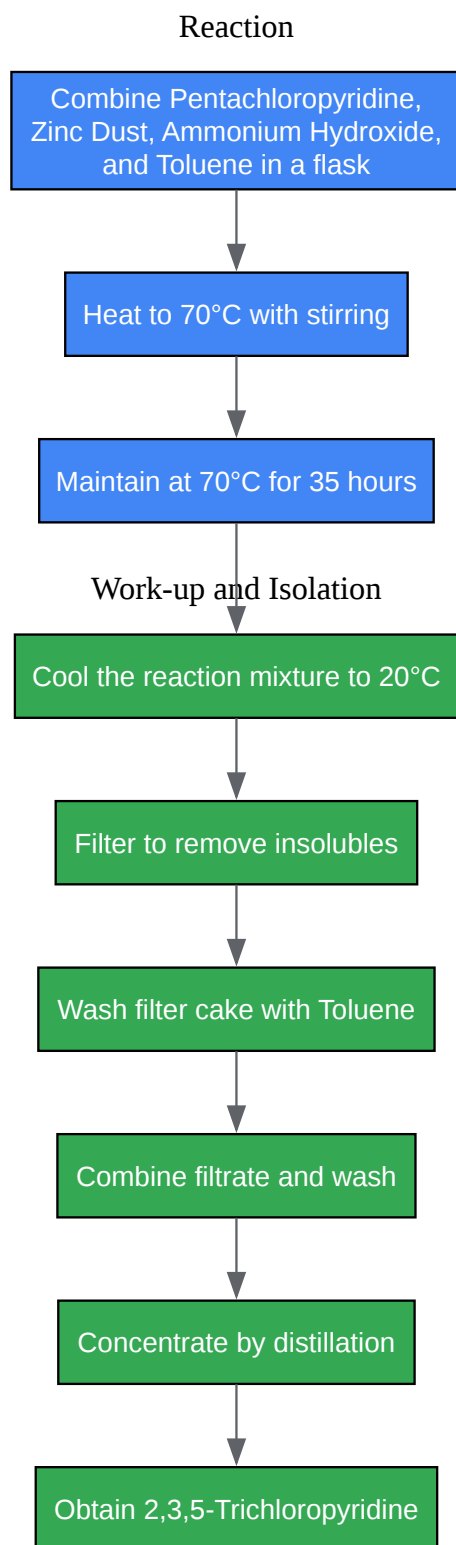 Reaction
Combine Pentachloropyridine,
Zinc Dust, Ammonium Hydroxide,
and Toluene in a flask
Heat to 70°C with stirring
Maintain at 70°C for 35 hours
Work-up and Isolation
Cool the reaction mixture to 20°C
Filter to remove insolubles
Wash filter cake with Toluene
Combine filtrate and wash
Concentrate by distillation
Obtain 2,3,5-Trichloropyridine